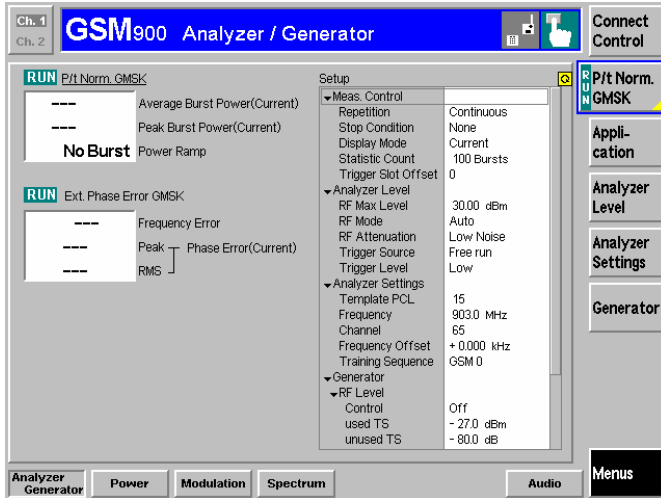 Ch. 1
Ch. 2
GSM900 Analyzer / Generator
Connect
Control
RUN P/t Norm. GMSK
--- Average Burst Power(Current)
--- Peak Burst Power(Current)
No Burst Power Ramp
RUN Ext. Phase Error GMSK
--- Frequency Error
--- Peak Phase Error(Current)
--- RMS
Setup
Meas. Control
Repetition Continuous
Stop Condition None
Display Mode Current
Statistic Count 100 Bursts
Trigger Slot Offset 0
Analyzer Level
RF Max Level 30.00 dBm
RF Mode Auto
RF Attenuation Low Noise
Trigger Source Free run
Trigger Level Low
Analyzer Settings
Template PCL 15
Frequency 903.0 MHz
Channel 65
Frequency Offset + 0.000 kHz
Training Sequence GSM 0
Generator
RF Level
Control Off
used TS - 27.0 dBm
unused TS - 80.0 dB
RUN P/t Norm.
GMSK
Appli-
cation
Analyzer
Level
Analyzer
Settings
Generator
Menus
Analyzer
Generator
Power
Modulation
Spectrum
Audio